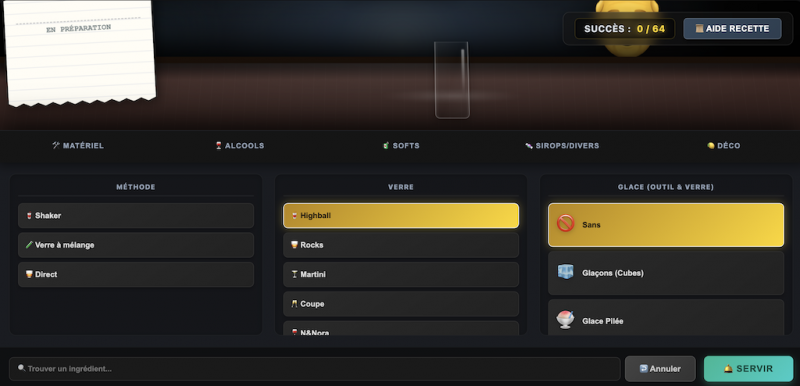 EN PRÉPARATION
SUCCÈS : 0 / 64
AIDE RECETTE
MATÉRIEL
ALCOOLS
SOFTS
SIROPS/DIVERS
DÉCO
MÉTHODE
Shaker
Verre à mélange
Direct
VERRE
Highball
Rocks
Martini
Coupe
N&Nora
GLACE (OUTIL & VERRE)
Sans
Glaçons (Cubes)
Glace Pilée
Trouver un ingrédient...
Annuler
SERVIR